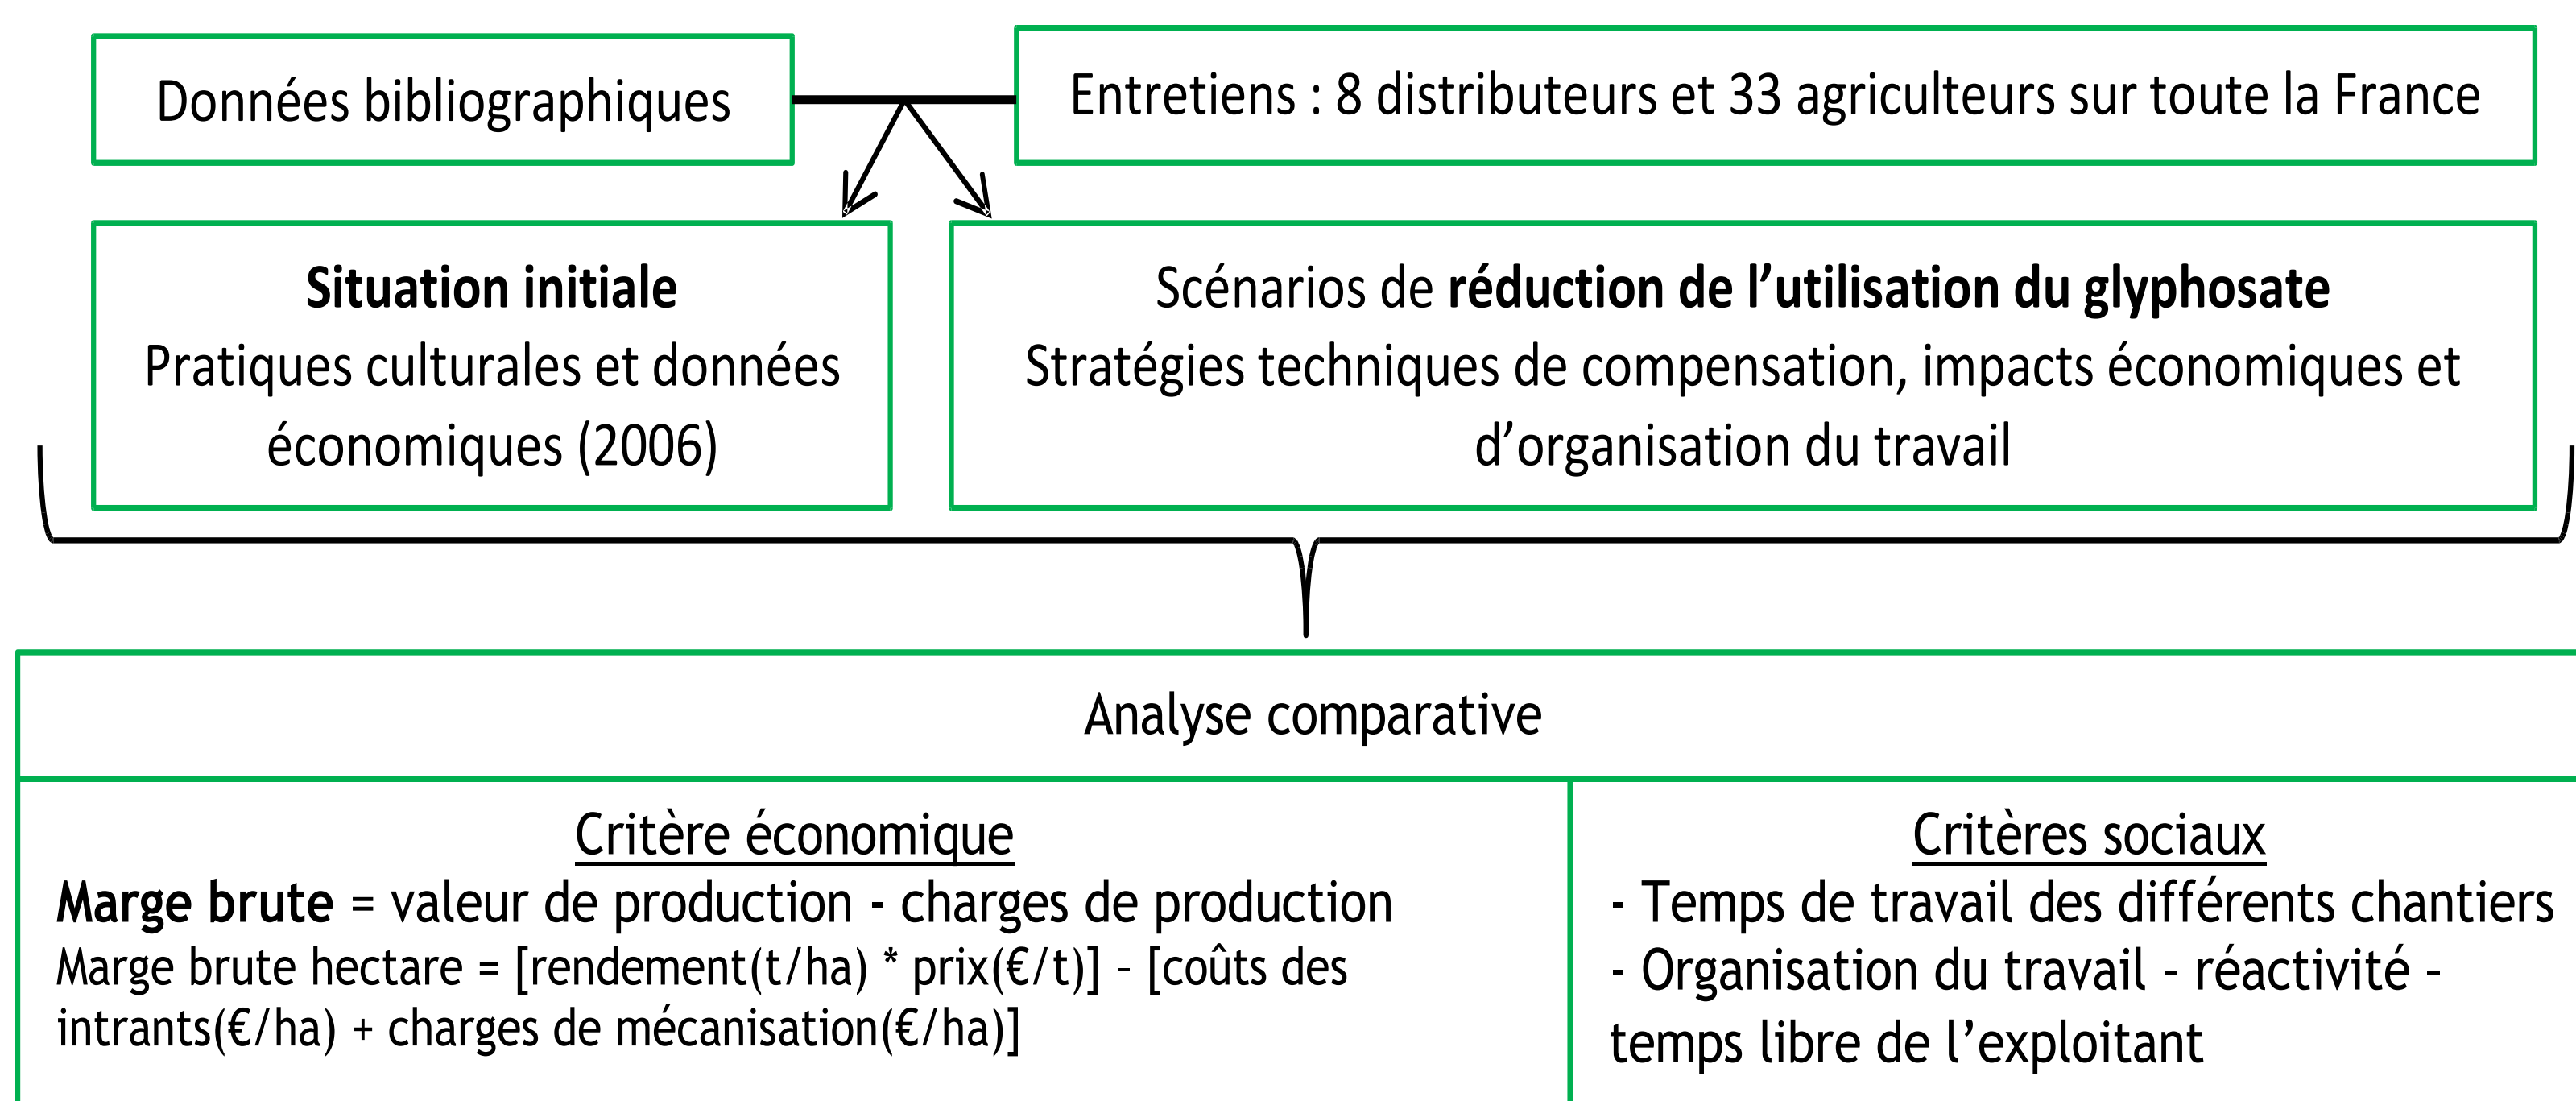 Données bibliographiques
Entretiens : 8 distributeurs et 33 agriculteurs sur toute la France
Situation initiale
Pratiques culturales et données
économiques (2006)
Scénarios de réduction de l’utilisation du glyphosate
Stratégies techniques de compensation, impacts économiques et
d’organisation du travail
Analyse comparative
Critère économique
Marge brute = valeur de production - charges de production
Marge brute hectare = [rendement(t/ha) * prix(€/t)] – [coûts des
intrants(€/ha) + charges de mécanisation(€/ha)]
Critères sociaux
- Temps de travail des différents chantiers
- Organisation du travail – réactivité –
temps libre de l’exploitant